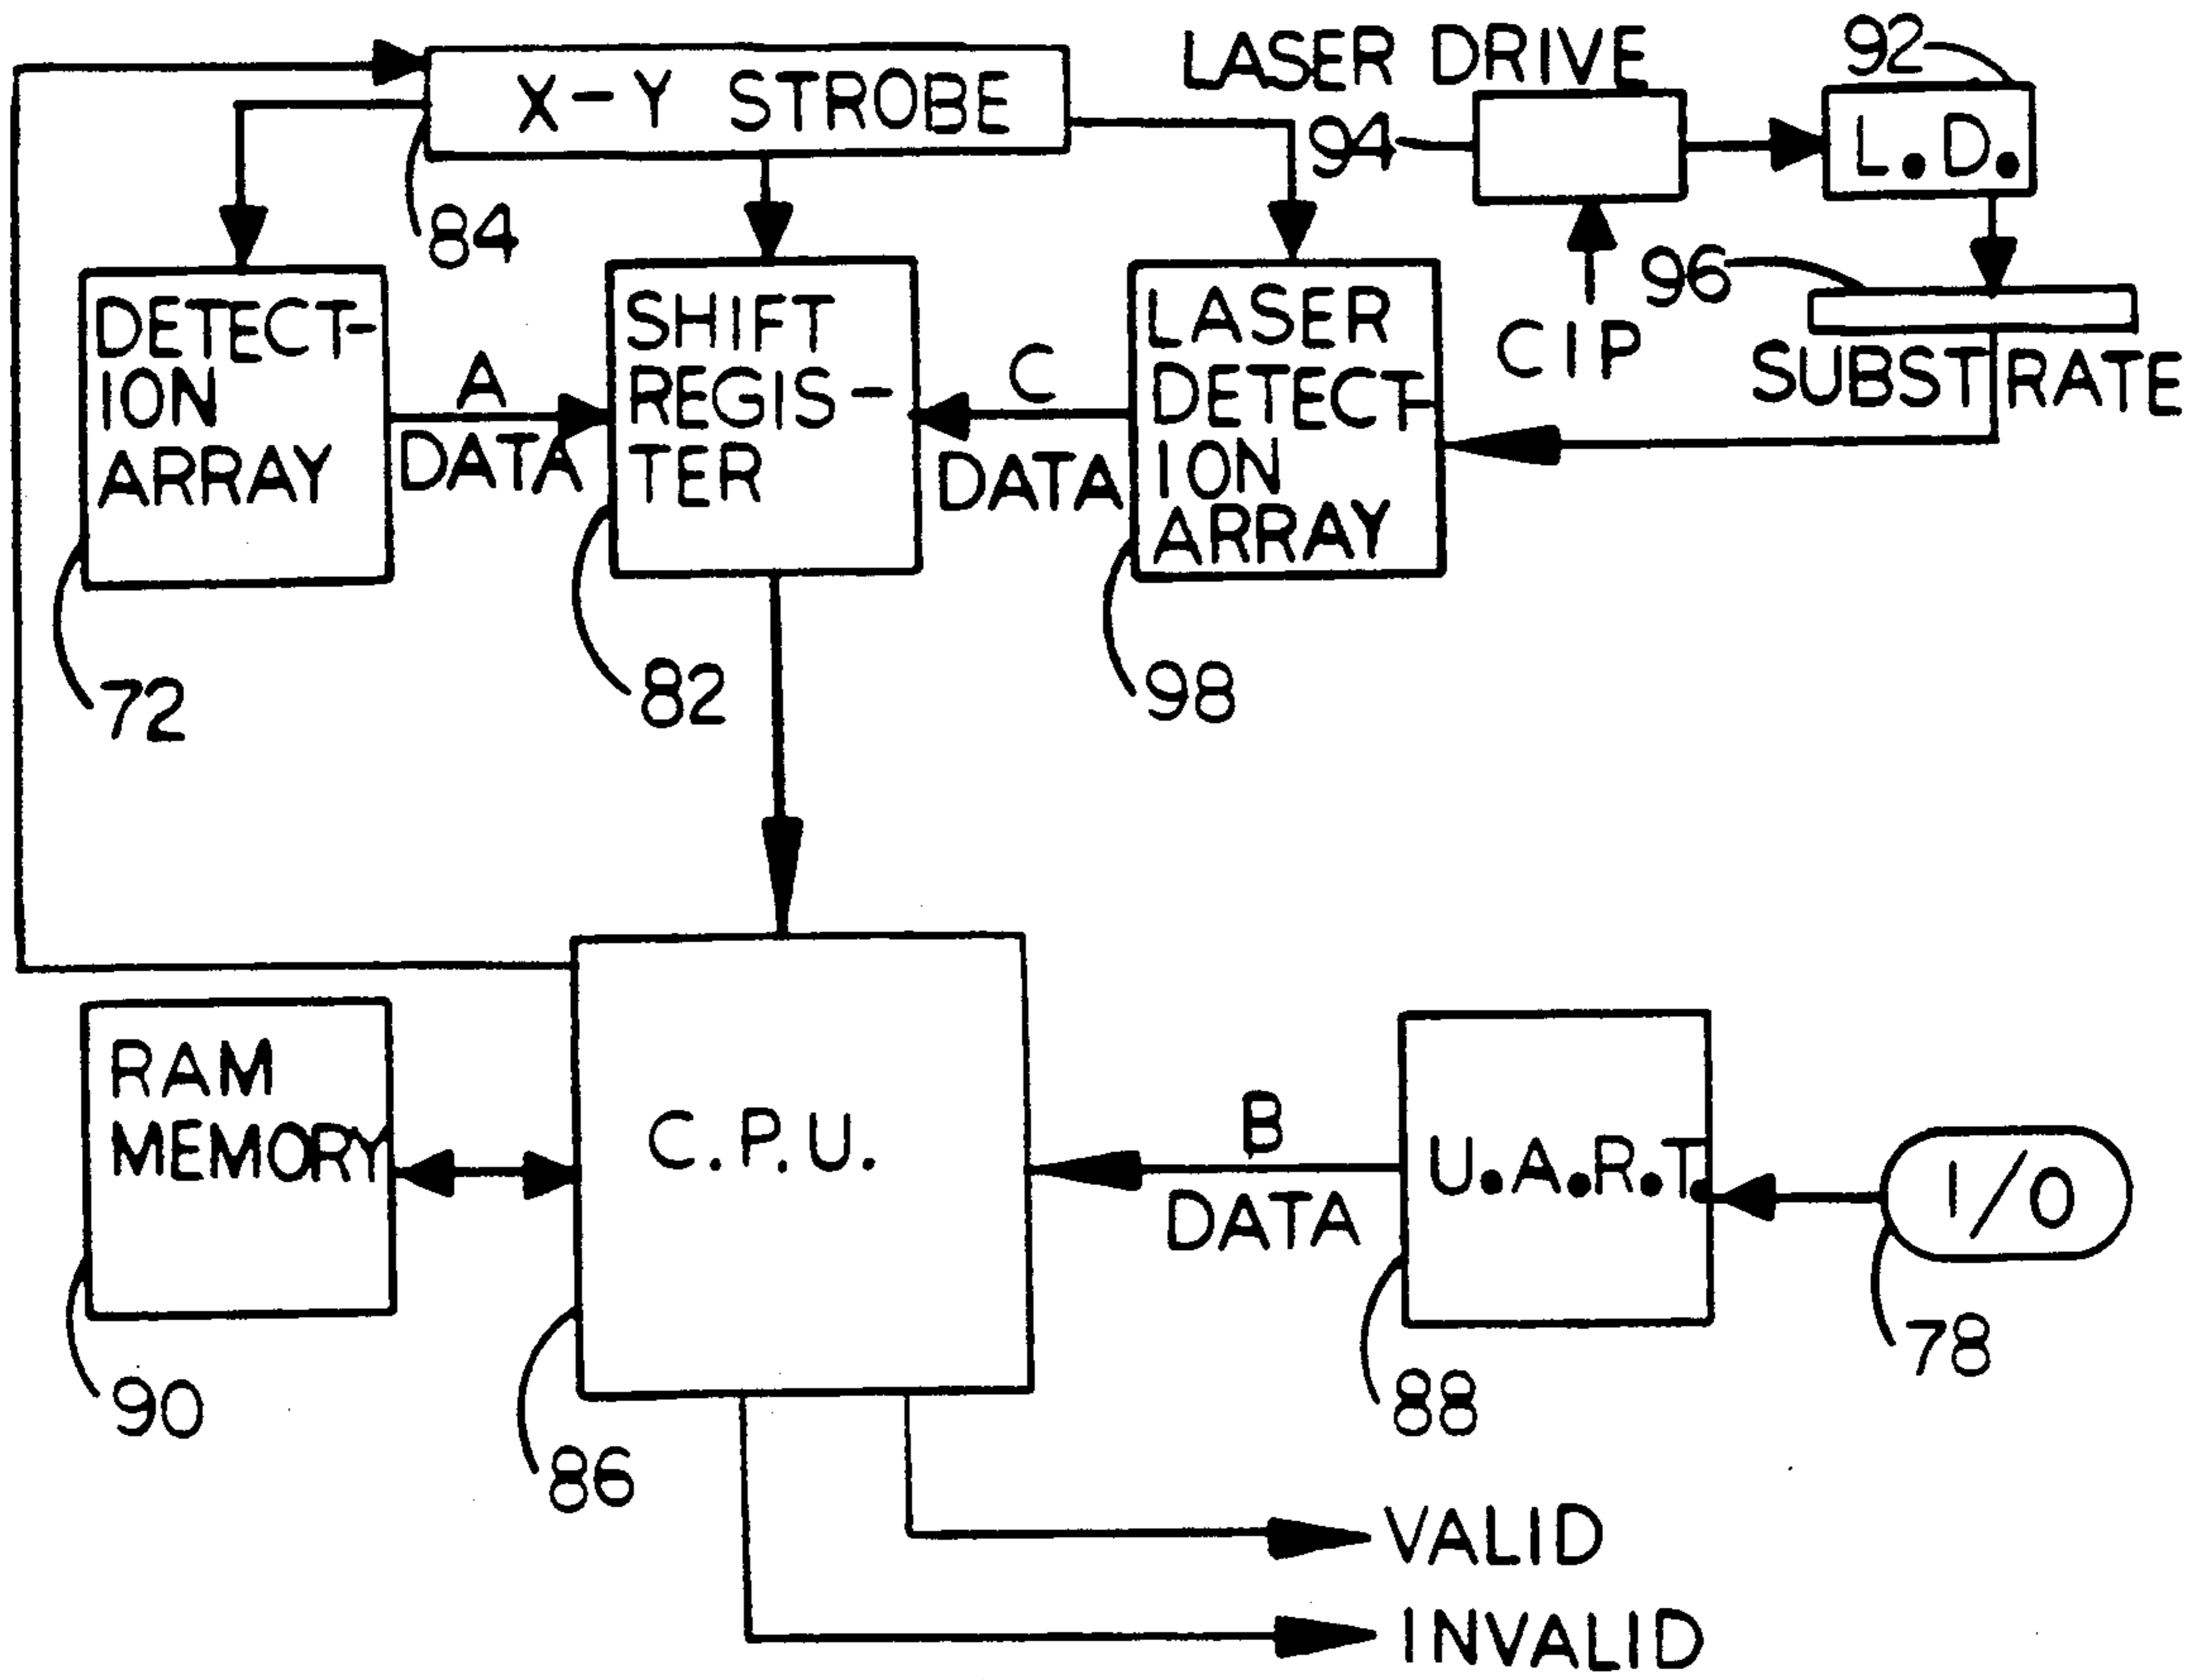 LASER DRIVE
92
X-Y STROBE
94
L.D.
84
96
DETECT-
ION
ARRAY
A
DATA
SHIFT
REGIS-
TER
C
DATA
LASER
DETECT-
ION
ARRAY
CIP
SUBSTRATE
72
82
98
RAM
MEMORY
C.P.U.
B
DATA
U.A.R.T.
I/O
78
90
86
88
VALID
INVALID